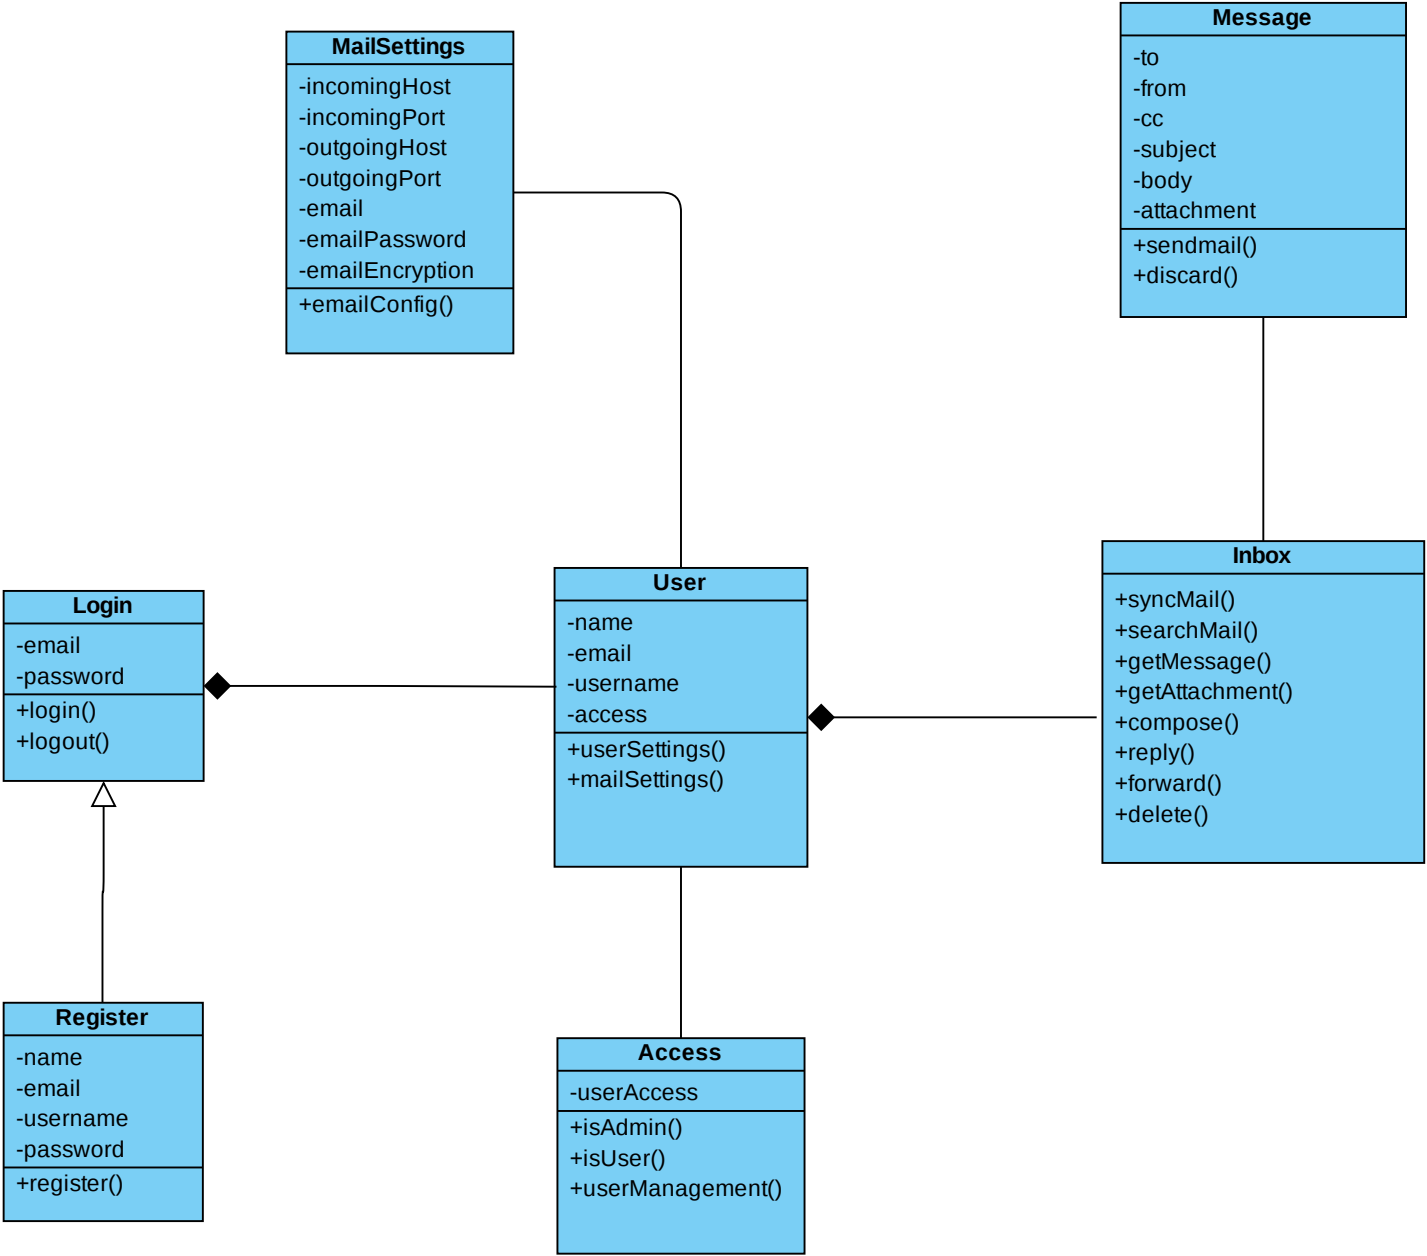 MailSettings
-incomingHost
-incomingPort
-outgoingHost
-outgoingPort
-email
-emailPassword
-emailEncryption
+emailConfig()
Message
-to
-from
-cc
-subject
-body
-attachment
+sendmail()
+discard()
Login
-email
-password
+login()
+logout()
User
-name
-email
-username
-access
+userSettings()
+mailSettings()
Inbox
+syncMail()
+searchMail()
+getMessage()
+getAttachment()
+compose()
+reply()
+forward()
+delete()
Register
-name
-email
-username
-password
+register()
Access
-userAccess
+isAdmin()
+isUser()
+userManagement()